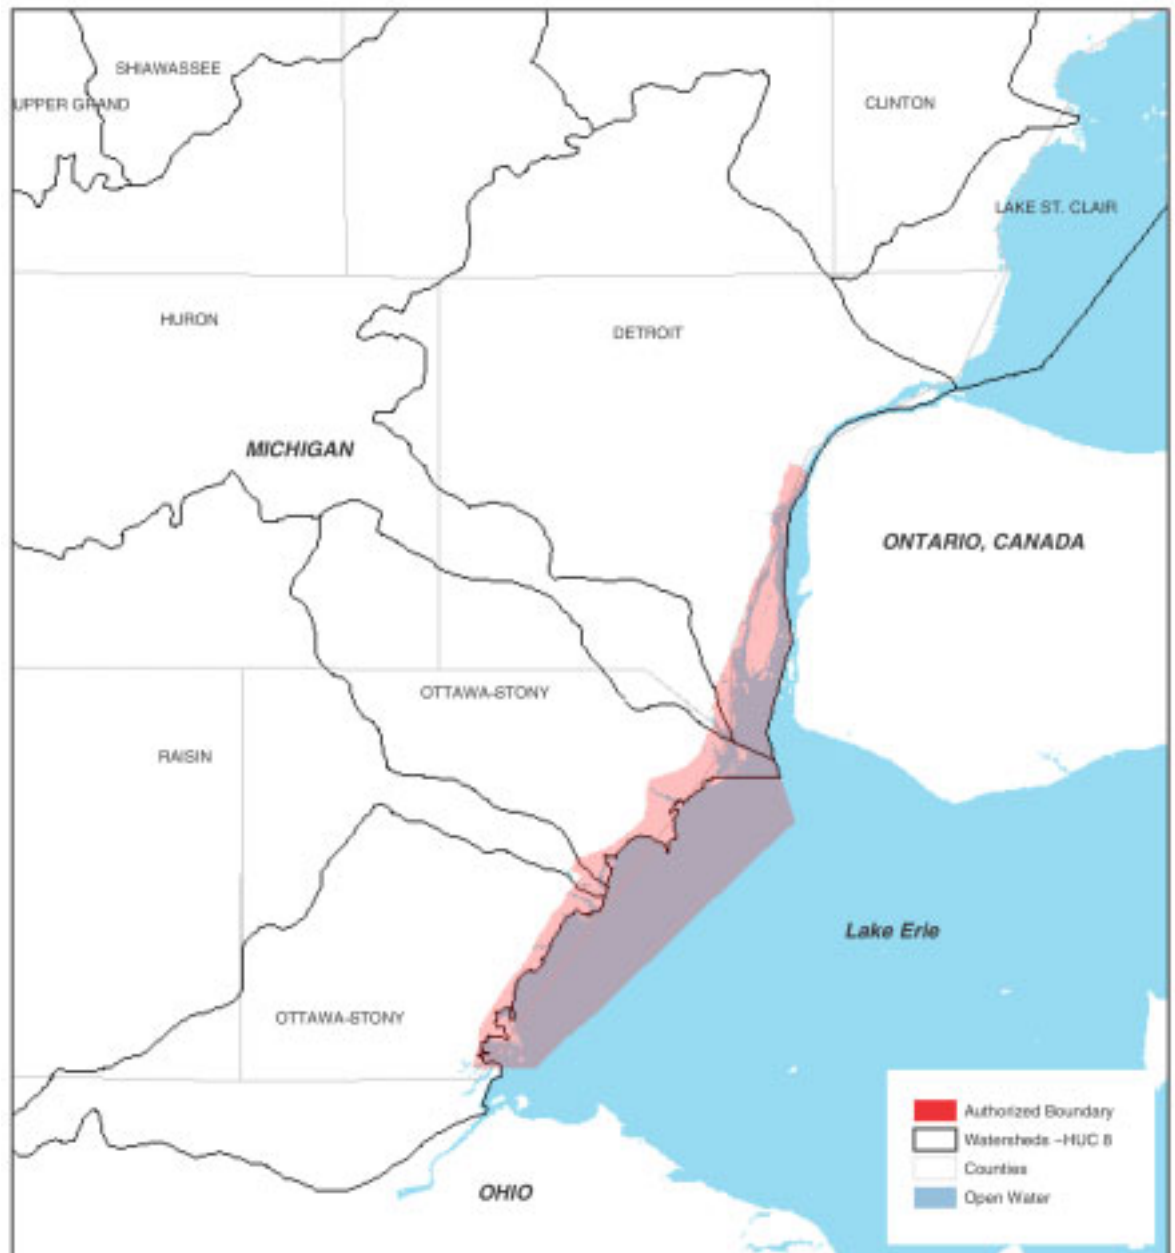 SHIAWASSEE
UPPER GRAND
CLINTON
LAKE ST. CLAIR
HURON
DETROIT
MICHIGAN
ONTARIO, CANADA
OTTAWA-STONY
RAISIN
Lake Erie
OTTAWA-STONY
Authorized Boundary
Watersheds -HUC 8
Counties
Open Water
OHIO